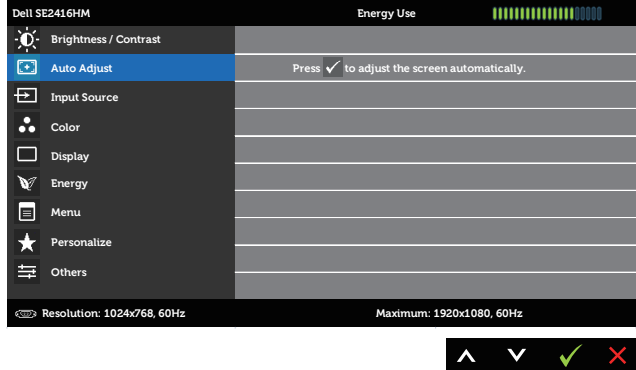 Dell SE2416HM Energy Use
Brightness / Contrast
Auto Adjust Press ✓ to adjust the screen automatically.
Input Source
Color
Display
Energy
Menu
Personalize
Others
Resolution: 1024x768, 60Hz Maximum: 1920x1080, 60Hz